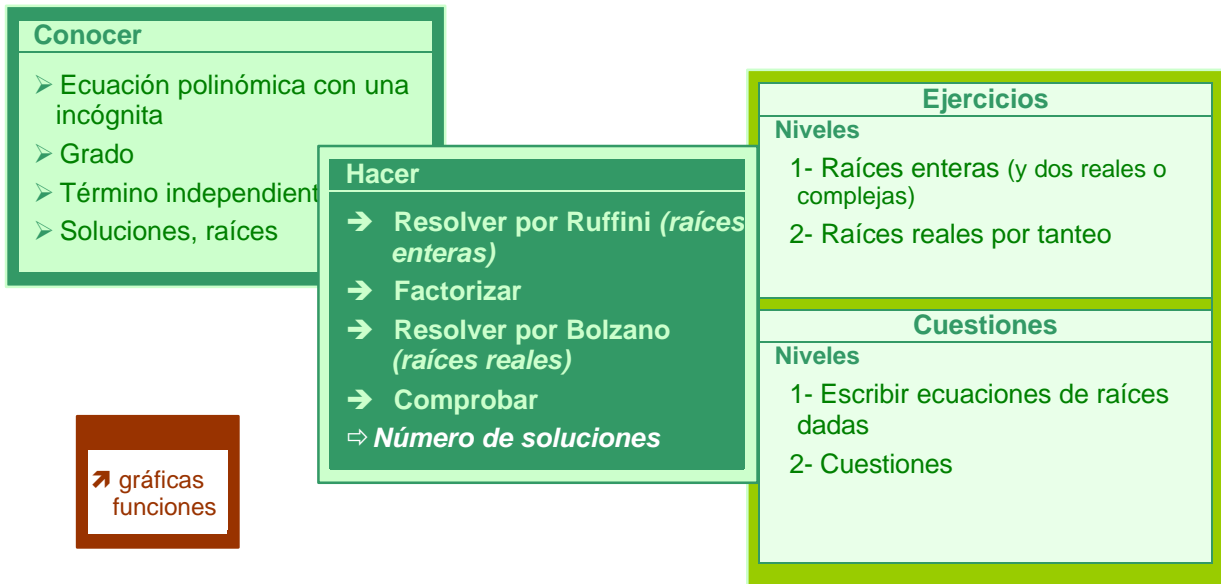 Conocer
➢ Ecuación polinómica con una
incógnita
➢ Grado
➢ Término independient
➢ Soluciones, raíces
Hacer
➔ Resolver por Ruffini (raíces
enteras)
➔ Factorizar
➔ Resolver por Bolzano
(raíces reales)
➔ Comprobar
⇨ Número de soluciones
Ejercicios
Niveles
1- Raíces enteras (y dos reales o
complejas)
2- Raíces reales por tanteo
Cuestiones
Niveles
1- Escribir ecuaciones de raíces
dadas
2- Cuestiones
↗ gráficas
funciones